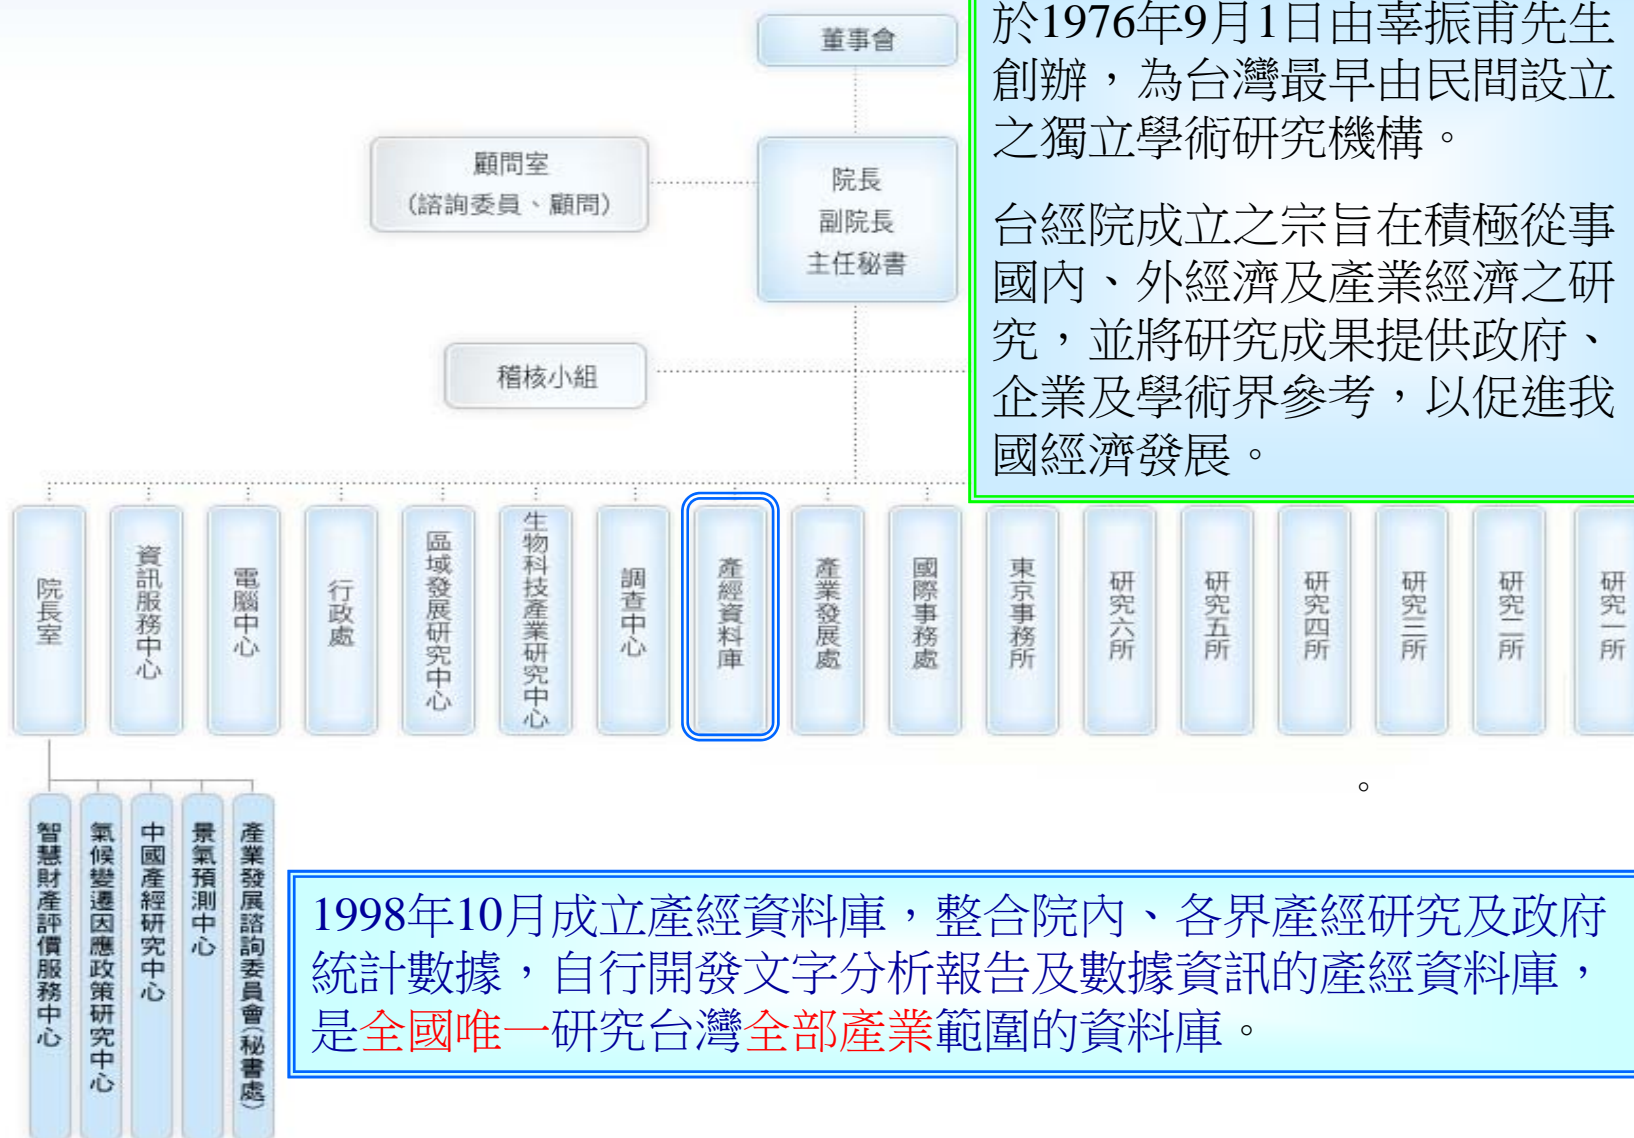 董事會
於1976年9月1日由辜振甫先生
創辦，為台灣最早由民間設立
之獨立學術研究機構。
台經院成立之宗旨在積極從事
國內、外經濟及產業經濟之研
究，並將研究成果提供政府、
企業及學術界參考，以促進我
國經濟發展。
顧問室
(諮詢委員、顧問)
院長
副院長
主任秘書
稽核小組
院長室
資訊服務中心
電腦中心
行政處
區域發展研究中心
生物科技產業研究中心
調查中心
產經資料庫
產業發展處
國際事務處
東京事務所
研究六所
研究五所
研究四所
研究三所
研究二所
研究一所
。
智慧財產評價服務中心
氣候變遷因應政策研究中心
中國產經研究中心
景氣預測中心
產業發展諮詢委員會(秘書處)
1998年10月成立產經資料庫，整合院內、各界產經研究及政府
統計數據，自行開發文字分析報告及數據資訊的產經資料庫，
是全國唯一研究台灣全部產業範圍的資料庫。